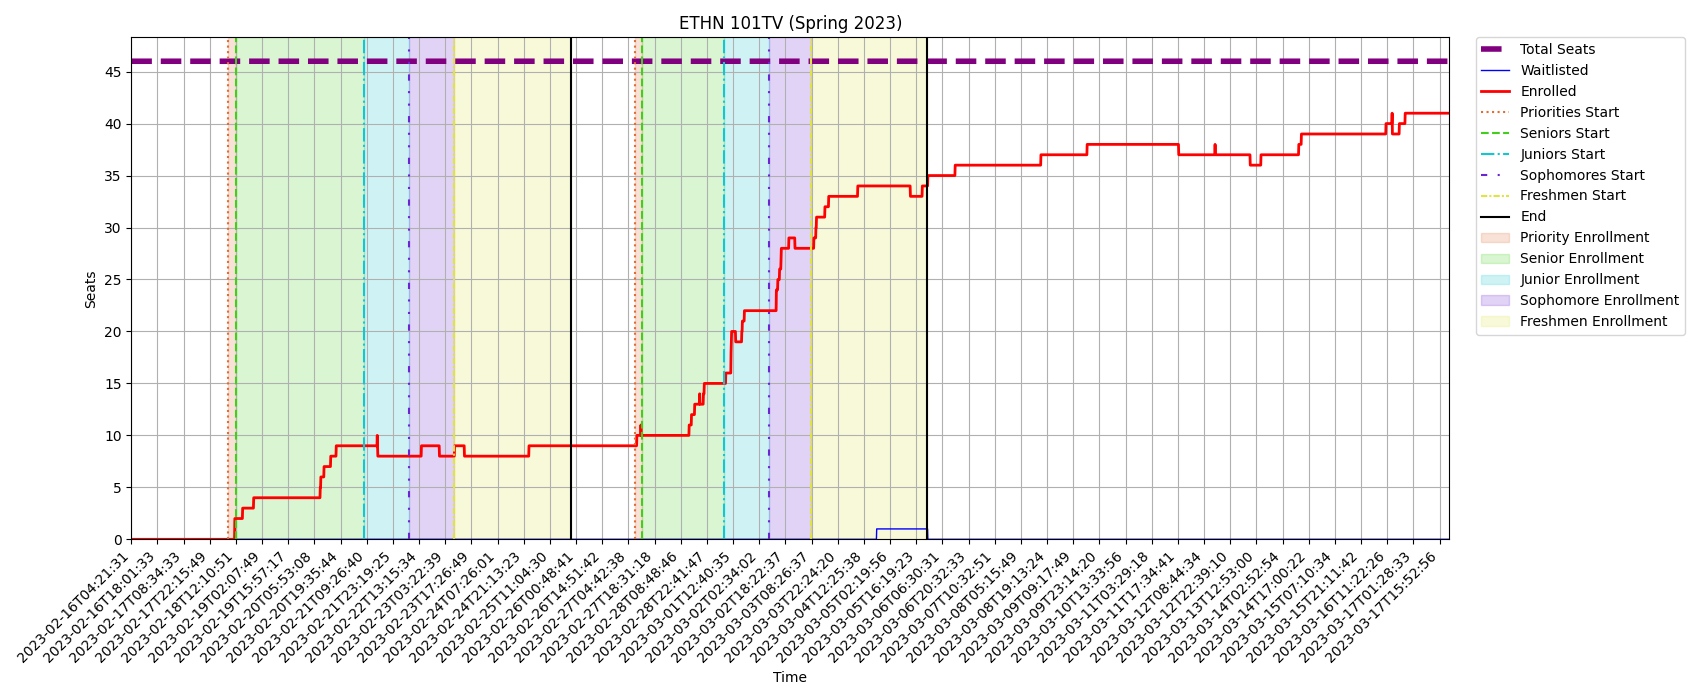 ETHN 101TV (Spring 2023)
Seats
45
40
35
30
25
20
15
10
5
0
2023-02-16T04:21:31
2023-02-16T18:01:33
2023-02-17T08:34:33
2023-02-17T22:15:49
2023-02-18T12:10:51
2023-02-19T02:07:49
2023-02-19T15:57:17
2023-02-20T05:53:08
2023-02-20T19:35:44
2023-02-21T09:26:40
2023-02-21T23:19:25
2023-02-22T13:15:34
2023-02-23T03:22:39
2023-02-23T17:26:49
2023-02-24T07:26:01
2023-02-24T21:13:23
2023-02-25T11:04:30
2023-02-26T00:48:41
2023-02-26T14:51:42
2023-02-27T04:42:38
2023-02-27T18:31:18
2023-02-28T08:48:46
2023-02-28T22:41:47
2023-03-01T12:40:35
2023-03-02T02:34:02
2023-03-02T18:22:37
2023-03-03T08:26:37
2023-03-03T22:24:20
2023-03-04T12:25:38
2023-03-05T02:19:56
2023-03-05T16:19:23
2023-03-06T06:30:31
2023-03-06T20:32:33
2023-03-07T10:32:51
2023-03-08T05:15:49
2023-03-08T19:13:24
2023-03-09T09:17:49
2023-03-09T23:14:20
2023-03-10T13:33:56
2023-03-11T03:29:18
2023-03-11T17:34:41
2023-03-12T08:44:34
2023-03-12T22:39:10
2023-03-13T12:53:00
2023-03-14T02:52:54
2023-03-14T17:00:22
2023-03-15T07:10:34
2023-03-15T21:11:42
2023-03-16T11:22:26
2023-03-17T01:28:33
2023-03-17T15:52:56
Time
Total Seats
Waitlisted
Enrolled
Priorities Start
Seniors Start
Juniors Start
Sophomores Start
Freshmen Start
End
Priority Enrollment
Senior Enrollment
Junior Enrollment
Sophomore Enrollment
Freshmen Enrollment